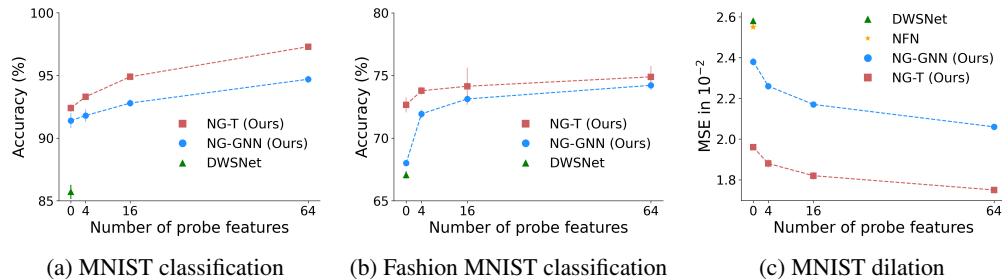 100
95
90
85
Accuracy (%)
NG-T (Ours)
NG-GNN (Ours)
DWSNet
0 4 16 64
Number of probe features
(a) MNIST classification
80
75
70
65
Accuracy (%)
NG-T (Ours)
NG-GNN (Ours)
DWSNet
0 4 16 64
Number of probe features
(b) Fashion MNIST classification
2.6
2.4
2.2
2.0
1.8
MSE in 10⁻²
DWSNet
NFN
NG-GNN (Ours)
NG-T (Ours)
0 4 16 64
Number of probe features
(c) MNIST dilation